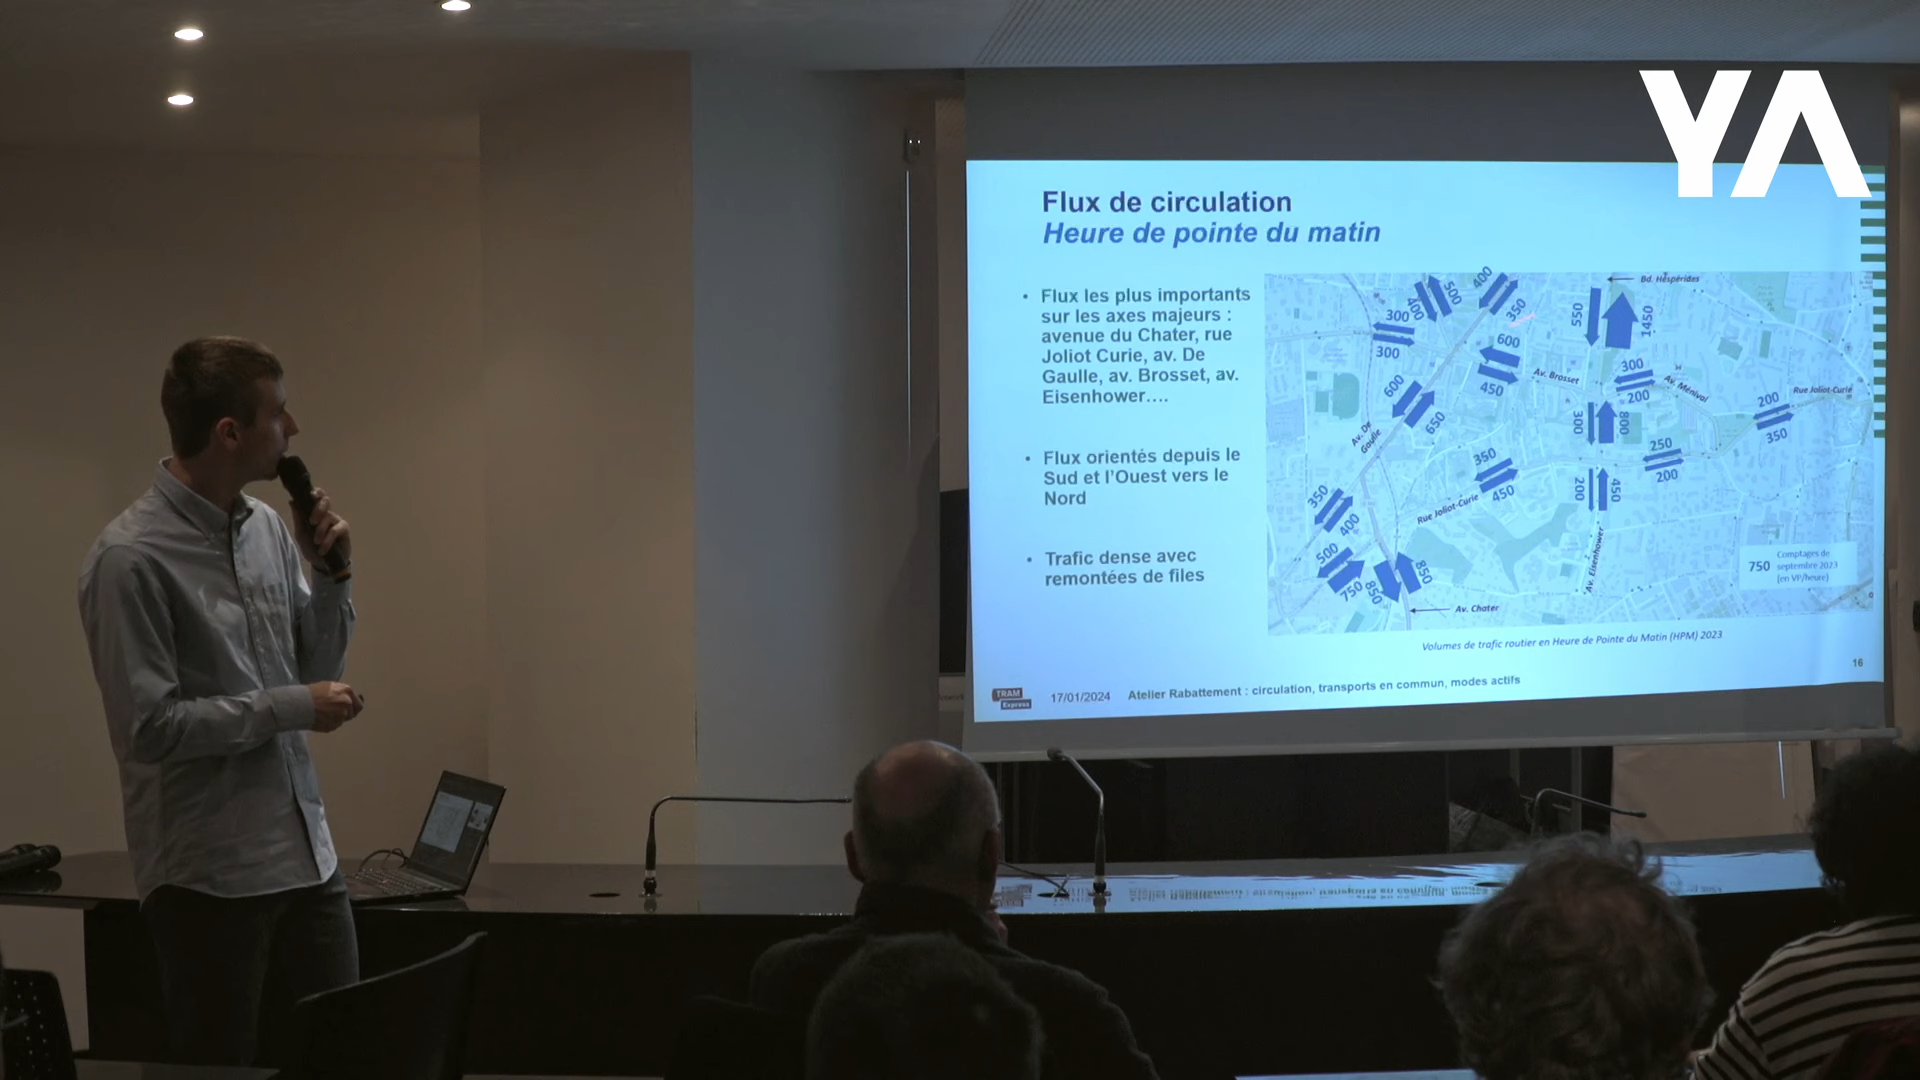 YA
Flux de circulation
Heure de pointe du matin
• Flux les plus importants
sur les axes majeurs :
avenue du Chater, rue
Joliot Curie, av. De
Gaulle, av. Brosset, av.
Eisenhower….
• Flux orientés depuis le
Sud et l'Ouest vers le
Nord
• Trafic dense avec
remontées de files
400
500
400
350
Bd. Hespérides
550
1450
300
300
600
450
Av. Brosset
300
200
Av. Ménival
200
350
Rue Joliot-Curie
600
650
Av. De
Gaulle
300
800
250
200
350
450
Rue Joliot-Curie
200
450
350
400
Av. Eisenhower
500
750
850
850
Av. Chater
750
Comptages de
septembre 2023
(en VP/heure)
Volumes de trafic routier en Heure de Pointe du Matin (HPM) 2023
16
TRAM
Express
17/01/2024
Atelier Rabattement : circulation, transports en commun, modes actifs